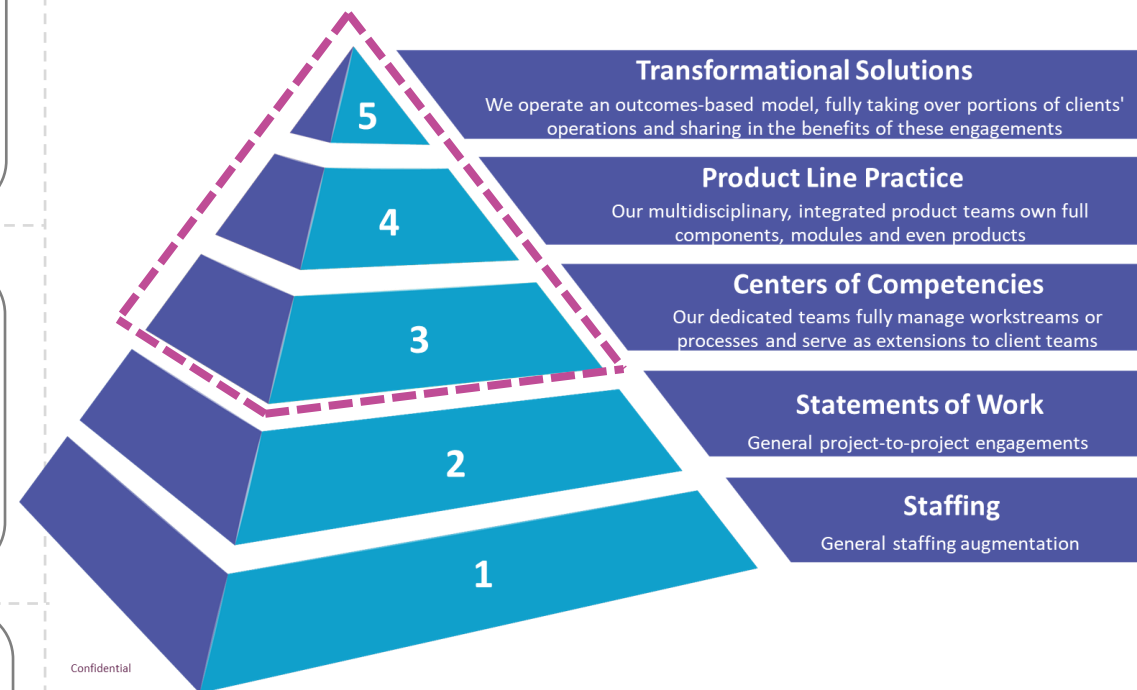 5
Transformational Solutions
We operate an outcomes-based model, fully taking over portions of clients'
operations and sharing in the benefits of these engagements
4
Product Line Practice
Our multidisciplinary, integrated product teams own full
components, modules and even products
3
Centers of Competencies
Our dedicated teams fully manage workstreams or
processes and serve as extensions to client teams
2
Statements of Work
General project-to-project engagements
1
Staffing
General staffing augmentation
Confidential